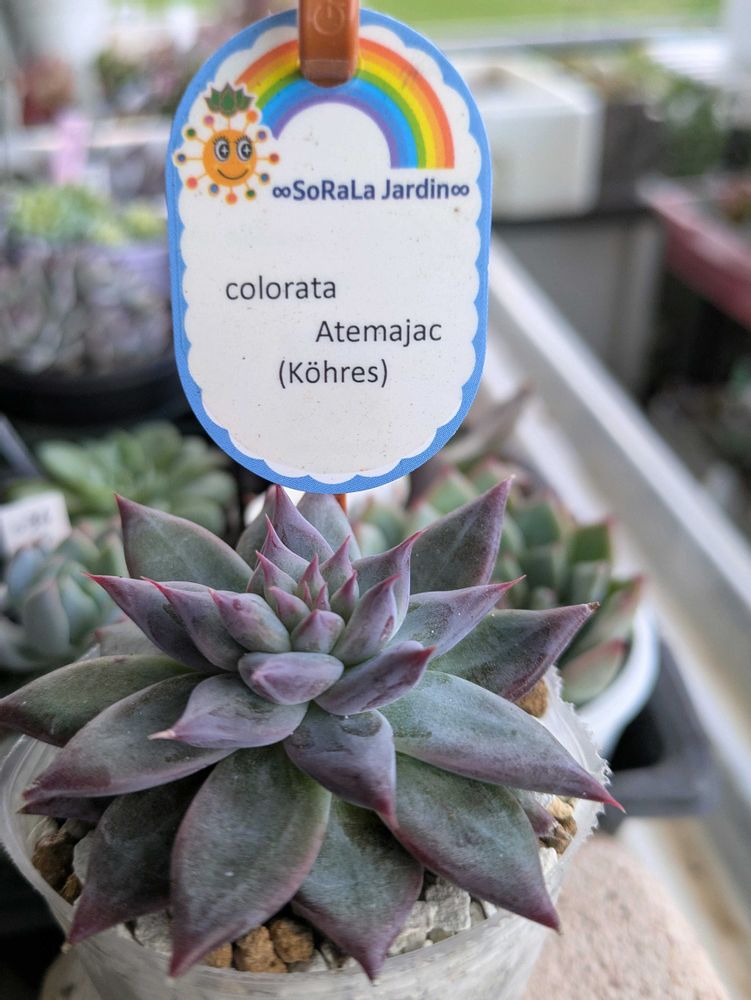 ∞SoRaLa Jardin∞
colorata
Atemajac
(Köhres)